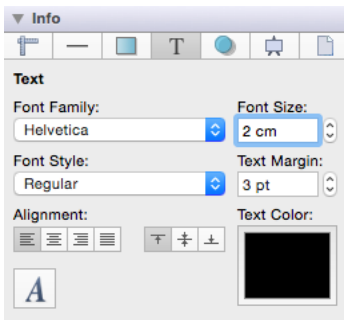 Info
T
Text
Font Family: Font Size:
Helvetica 2 cm
Font Style: Text Margin:
Regular 3 pt
Alignment: Text Color:
A